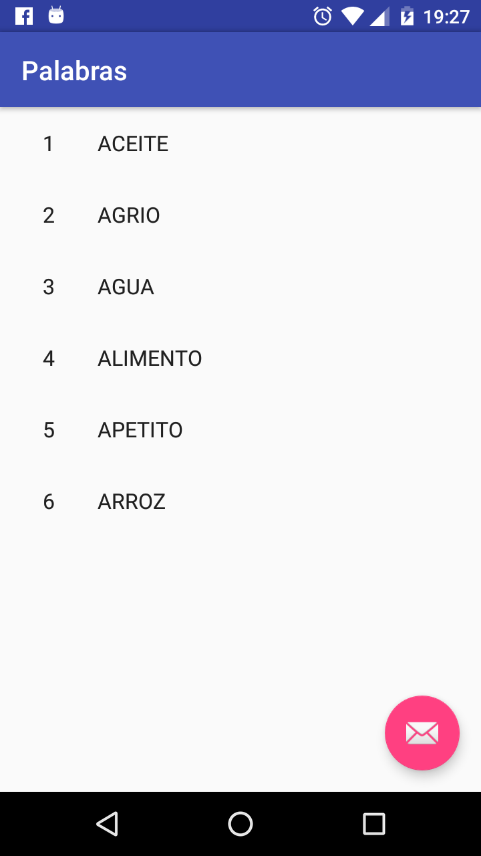 19:27
Palabras
1 ACEITE
2 AGRIO
3 AGUA
4 ALIMENTO
5 APETITO
6 ARROZ